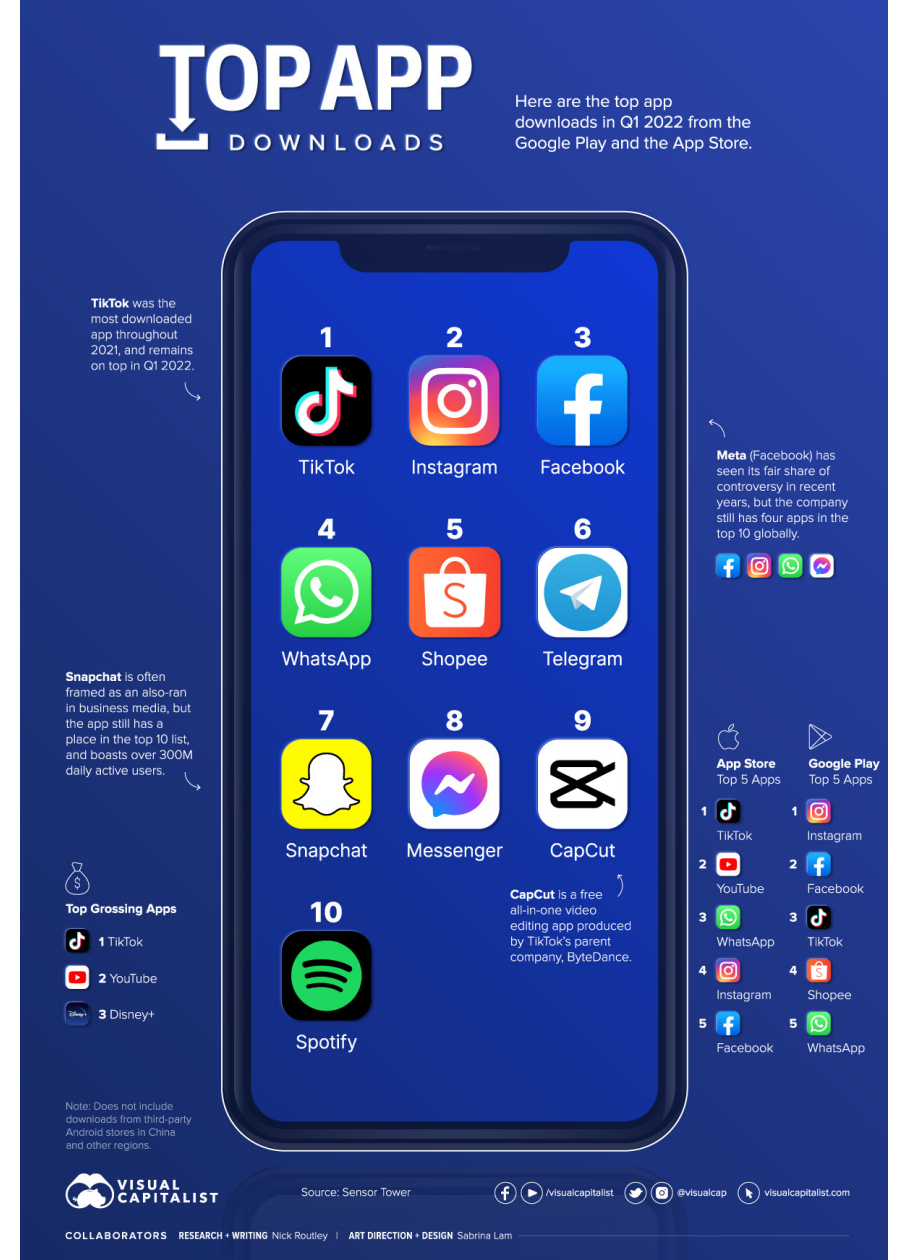 TOP APP
DOWNLOADS
Here are the top app
downloads in Q1 2022 from the
Google Play and the App Store.
TikTok was the
most downloaded
app throughout
2021, and remains
on top in Q1 2022.
1
TikTok
2
Instagram
3
Facebook
Meta (Facebook) has
seen its fair share of
controversy in recent
years, but the company
still has four apps in the
top 10 globally.
4
WhatsApp
5
S
Shopee
6
Telegram
Snapchat is often
framed as an also-ran
in business media, but
the app still has a
place in the top 10 list,
and boasts over 300M
daily active users.
7
Snapchat
8
Messenger
9
CapCut
CapCut is a free
all-in-one video
editing app produced
by TikTok's parent
company, ByteDance.
10
Spotify
$
Top Grossing Apps
1 TikTok
2 YouTube
Disney+
3 Disney+
App Store
Top 5 Apps
1
TikTok
2
YouTube
3
WhatsApp
4
Instagram
5
Facebook
Google Play
Top 5 Apps
1
Instagram
2
Facebook
3
TikTok
4
S
Shopee
5
WhatsApp
Note: Does not include
downloads from third-party
Android stores in China
and other regions.
VISUAL
CAPITALIST
Source: Sensor Tower
/visualcapitalist
@visualcap
visualcapitalist.com
COLLABORATORS RESEARCH + WRITING Nick Routley | ART DIRECTION + DESIGN Sabrina Lam